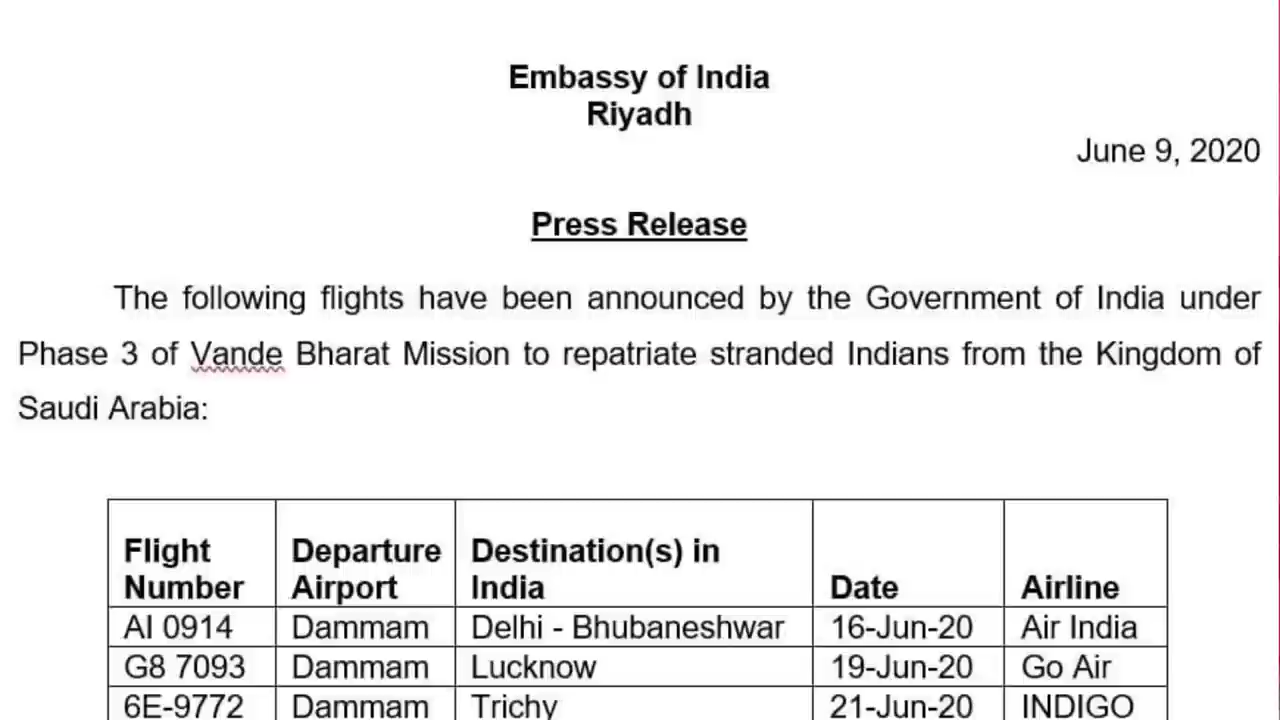 Embassy of India
Riyadh
June 9, 2020
Press Release
The following flights have been announced by the Government of India under
Phase 3 of Vande Bharat Mission to repatriate stranded Indians from the Kingdom of
Saudi Arabia:
Flight Number Departure Airport Destination(s) in India Date Airline
AI 0914 Dammam Delhi - Bhubaneshwar 16-Jun-20 Air India
G8 7093 Dammam Lucknow 19-Jun-20 Go Air
6E-9772 Dammam Trichy 21-Jun-20 INDIGO